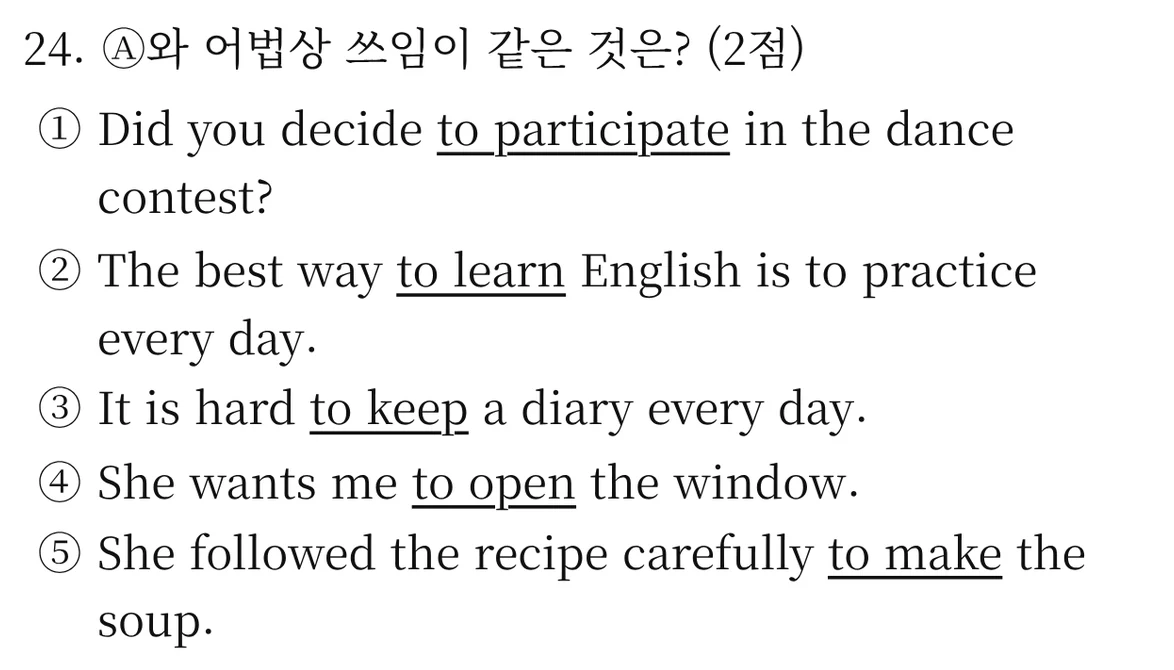 24. Ⓐ와 어법상 쓰임이 같은 것은? (2점)
① Did you decide to participate in the dance
contest?
② The best way to learn English is to practice
every day.
③ It is hard to keep a diary every day.
④ She wants me to open the window.
⑤ She followed the recipe carefully to make the
soup.